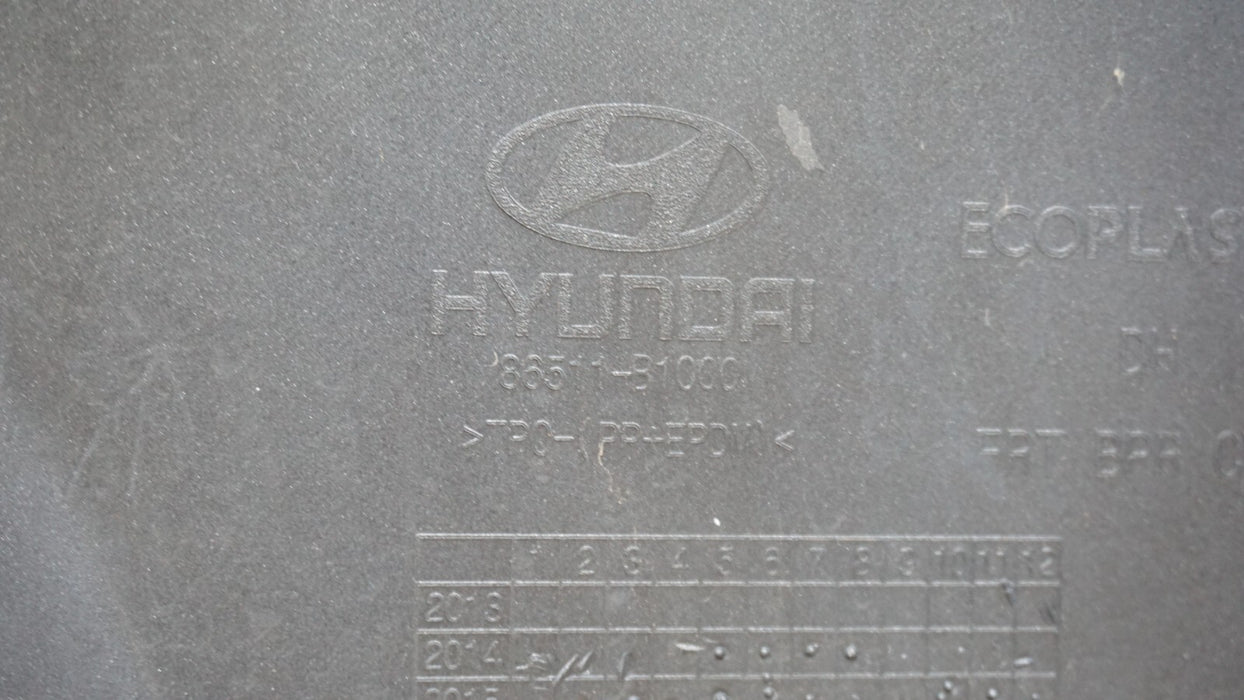 HYUNDAI
86511-B1000
>TPO-(PP+EPDM)<
ECOPLAS
DH
FRT BPR C
1 2 3 4 5 6 7 8 9 10 11 12
2013
2014
2015